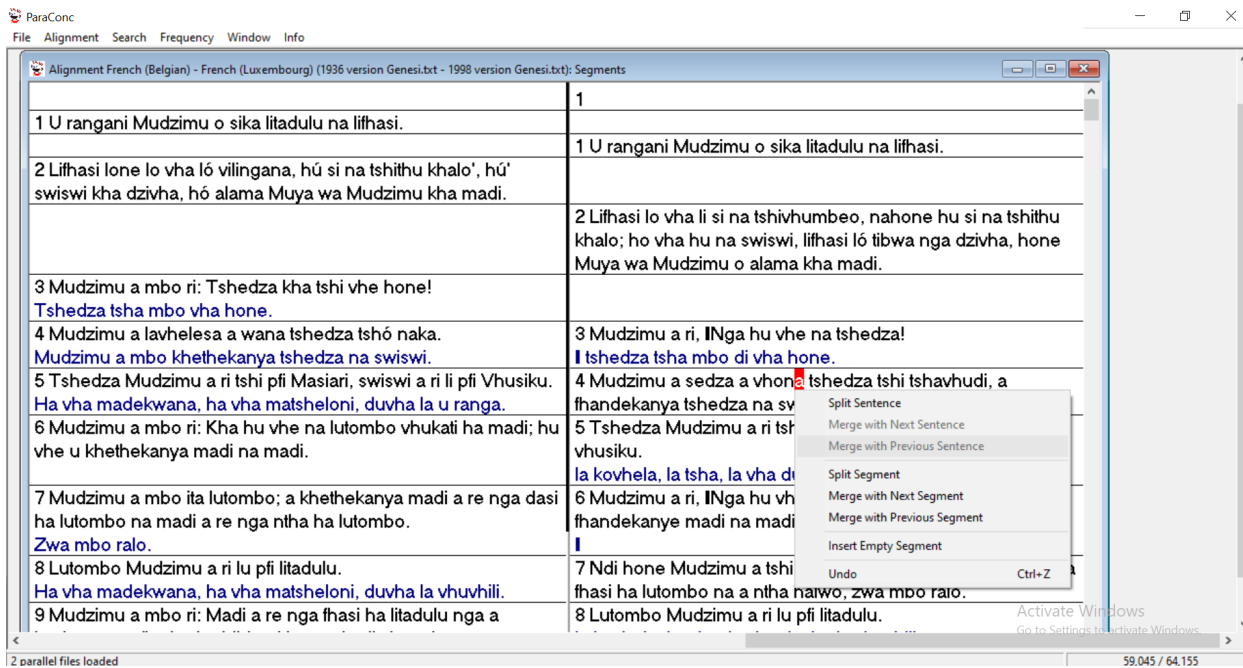 ParaConc
File Alignment Search Frequency Window Info
Alignment French (Belgian) - French (Luxembourg) (1936 version Genesi.txt - 1998 version Genesi.txt): Segments
1
1 U rangani Mudzimu o sika litadulu na lifhasi.
1 U rangani Mudzimu o sika litadulu na lifhasi.
2 Lifhasi lone lo vha ló vilingana, hú si na tshithu khalo', hú'
swiswi kha dzivha, hó alama Muya wa Mudzimu kha madi.
2 Lifhasi lo vha li si na tshivhumbeo, nahone hu si na tshithu
khalo; ho vha hu na swiswi, lifhasi ló tibwa nga dzivha, hone
Muya wa Mudzimu o alama kha madi.
3 Mudzimu a mbo ri: Tshedza kha tshi vhe hone!
Tshedza tsha mbo vha hone.
4 Mudzimu a lavhelesa a wana tshedza tshó naka.
Mudzimu a mbo khethekanya tshedza na swiswi.
3 Mudzimu a ri, INga hu vhe na tshedza!
I tshedza tsha mbo di vha hone.
5 Tshedza Mudzimu a ri tshi pfi Masiari, swiswi a ri li pfi Vhusiku.
Ha vha madekwana, ha vha matsheloni, duvha la u ranga.
4 Mudzimu a sedza a vhona tshedza tshi tshavhudi, a
fhandekanya tshedza na sw
6 Mudzimu a mbo ri: Kha hu vhe na lutombo vhukati ha madi; hu
vhe u khethekanya madi na madi.
5 Tshedza Mudzimu a ri tsh
vhusiku.
la kovhela, la tsha, la vha du
7 Mudzimu a mbo ita lutombo; a khethekanya madi a re nga dasi
ha lutombo na madi a re nga ntha ha lutombo.
Zwa mbo ralo.
6 Mudzimu a ri, INga hu vh
fhandekanye madi na madi
I
8 Lutombo Mudzimu a ri lu pfi litadulu.
Ha vha madekwana, ha vha matsheloni, duvha la vhuvhili.
7 Ndi hone Mudzimu a tshi
fhasi ha lutombo na a ntha halwo, zwa mbo ralo.
9 Mudzimu a mbo ri: Madi a re nga fhasi ha litadulu nga a
8 Lutombo Mudzimu a ri lu pfi litadulu.
Split Sentence
Merge with Next Sentence
Merge with Previous Sentence
Split Segment
Merge with Next Segment
Merge with Previous Segment
Insert Empty Segment
Undo Ctrl+Z
Activate Windows
Go to Settings to activate Windows.
2 parallel files loaded
59,045 / 64,155